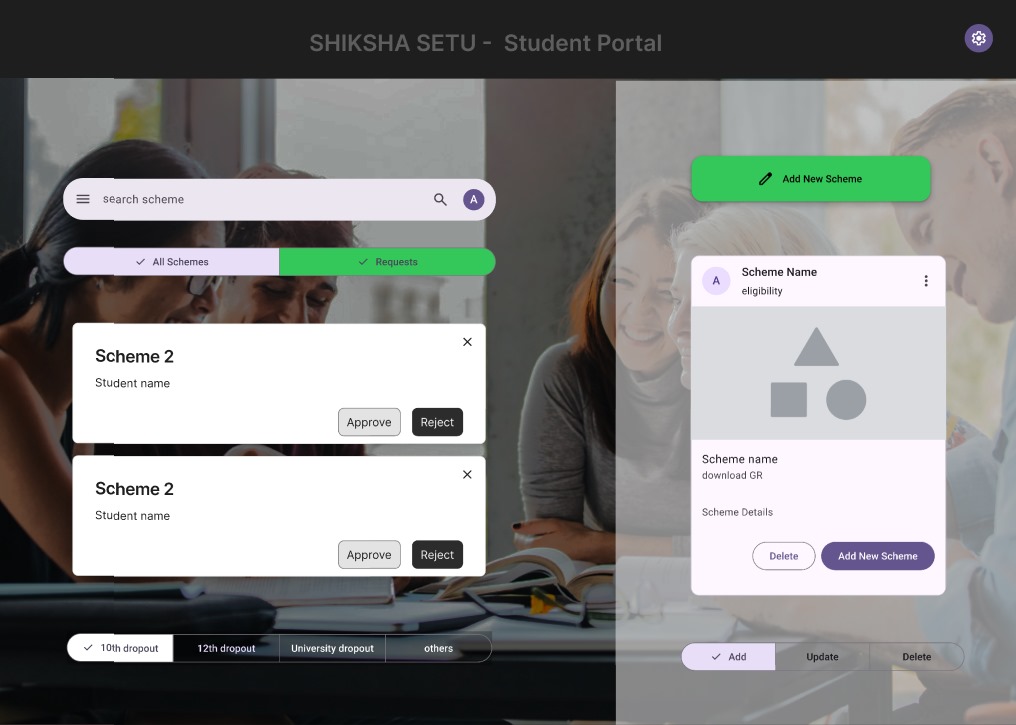 SHIKSHA SETU - Student Portal
search scheme
A
All Schemes
Requests
Scheme 2
Student name
Approve
Reject
Scheme 2
Student name
Approve
Reject
10th dropout
12th dropout
University dropout
others
Add New Scheme
A
Scheme Name
eligibility
Scheme name
download GR
Scheme Details
Delete
Add New Scheme
Add
Update
Delete